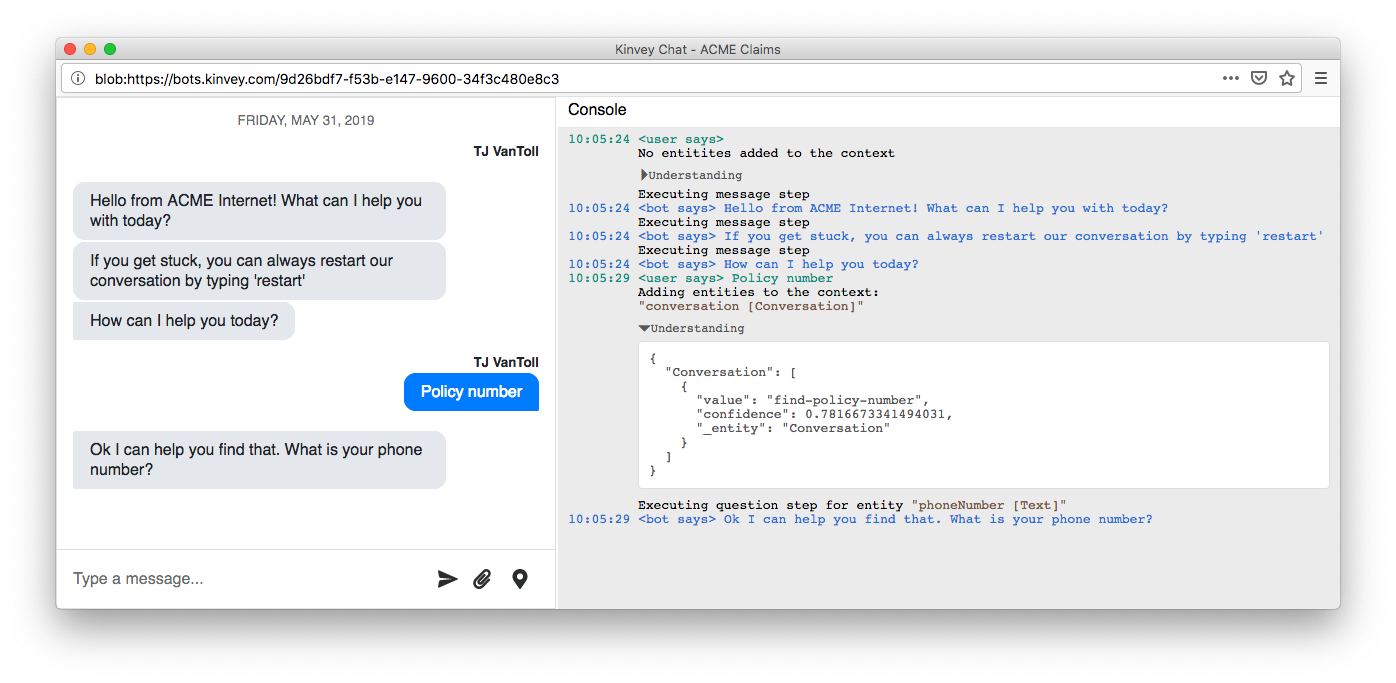 Kinvey Chat - ACME Claims
blob:https://bots.kinvey.com/9d26bdf7-f53b-e147-9600-34f3c480e8c3
FRIDAY, MAY 31, 2019
TJ VanToll
Hello from ACME Internet! What can I help you
with today?
If you get stuck, you can always restart our
conversation by typing 'restart'
How can I help you today?
TJ VanToll
Policy number
Ok I can help you find that. What is your phone
number?
Type a message...
Console
10:05:24 <user says>
No entitites added to the context
Understanding
Executing message step
10:05:24 <bot says> Hello from ACME Internet! What can I help you with today?
Executing message step
10:05:24 <bot says> If you get stuck, you can always restart our conversation by typing 'restart'
Executing message step
10:05:24 <bot says> How can I help you today?
10:05:29 <user says> Policy number
Adding entities to the context:
"conversation [Conversation]"
Understanding
{
"Conversation": [
{
"value": "find-policy-number",
"confidence": 0.7816673341494031,
"_entity": "Conversation"
}
]
}
Executing question step for entity "phoneNumber [Text]"
10:05:29 <bot says> Ok I can help you find that. What is your phone number?